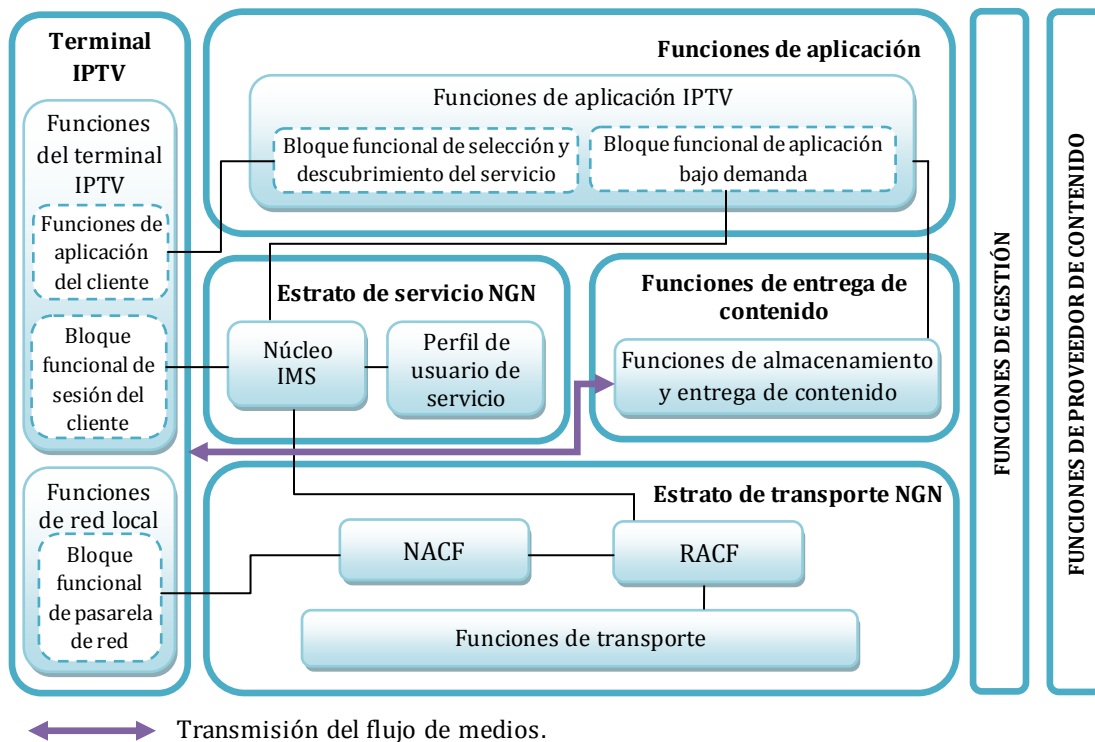 Terminal
IPTV
Funciones
del terminal
IPTV
Funciones de
aplicación
del cliente
Bloque
funcional de
sesión del
cliente
Funciones
de red local
Bloque
funcional
de pasarela
de red
Funciones de aplicación
Funciones de aplicación IPTV
Bloque funcional de selección y
descubrimiento del servicio
Bloque funcional de aplicación
bajo demanda
Estrato de servicio NGN
Núcleo
IMS
Perfil de
usuario de
servicio
Funciones de entrega de
contenido
Funciones de almacenamiento
y entrega de contenido
Estrato de transporte NGN
NACF
RACF
Funciones de transporte
FUNCIONES DE GESTIÓN
FUNCIONES DE PROVEEDOR DE CONTENIDO
Transmisión del flujo de medios.